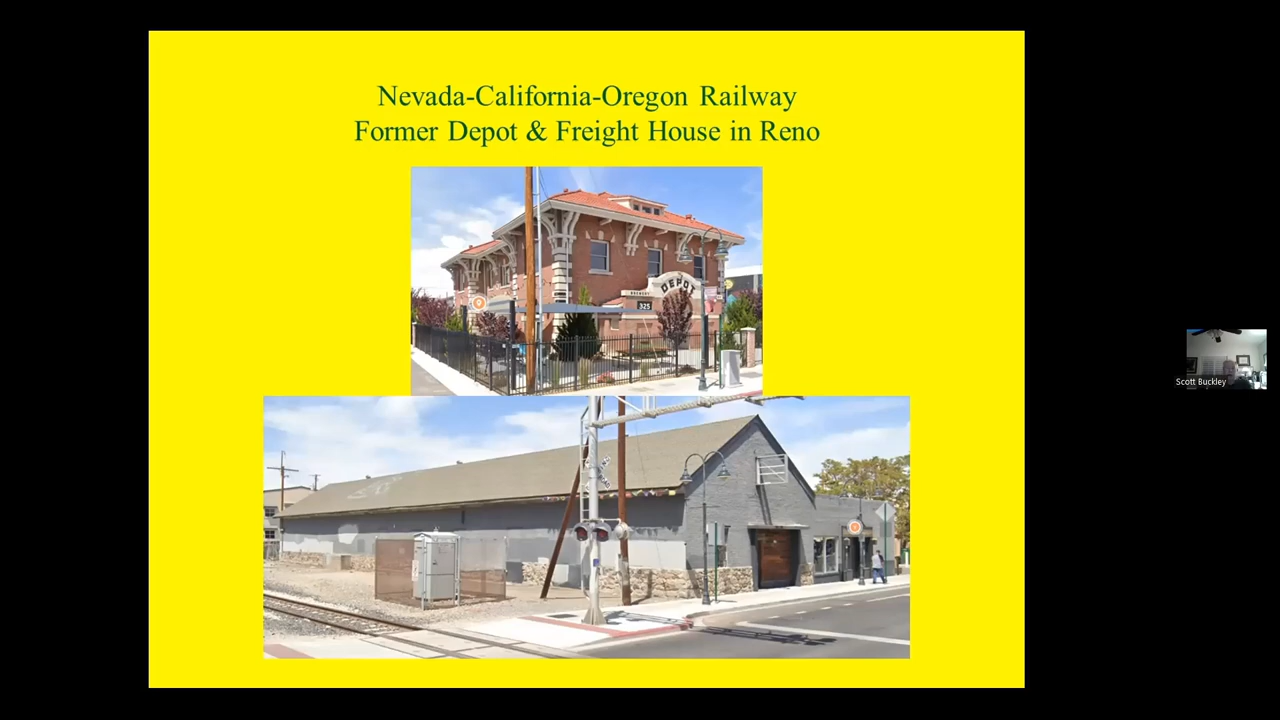 Nevada-California-Oregon Railway
Former Depot & Freight House in Reno
DEPOT
325
Scott Buckley